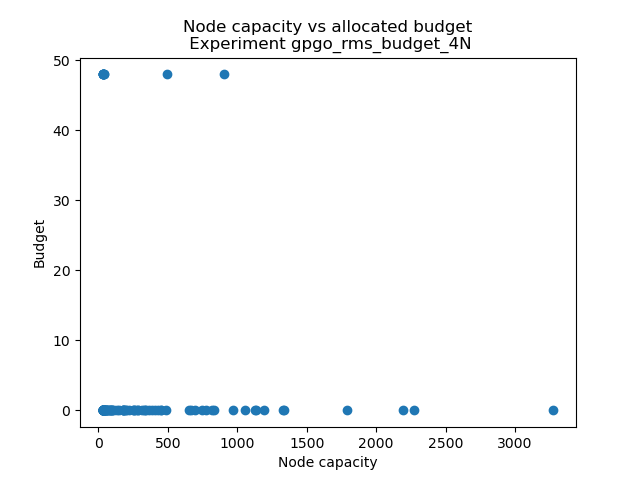 Node capacity vs allocated budget
Experiment gpgo_rms_budget_4N
50
40
30
20
10
0
Budget
0 500 1000 1500 2000 2500 3000
Node capacity